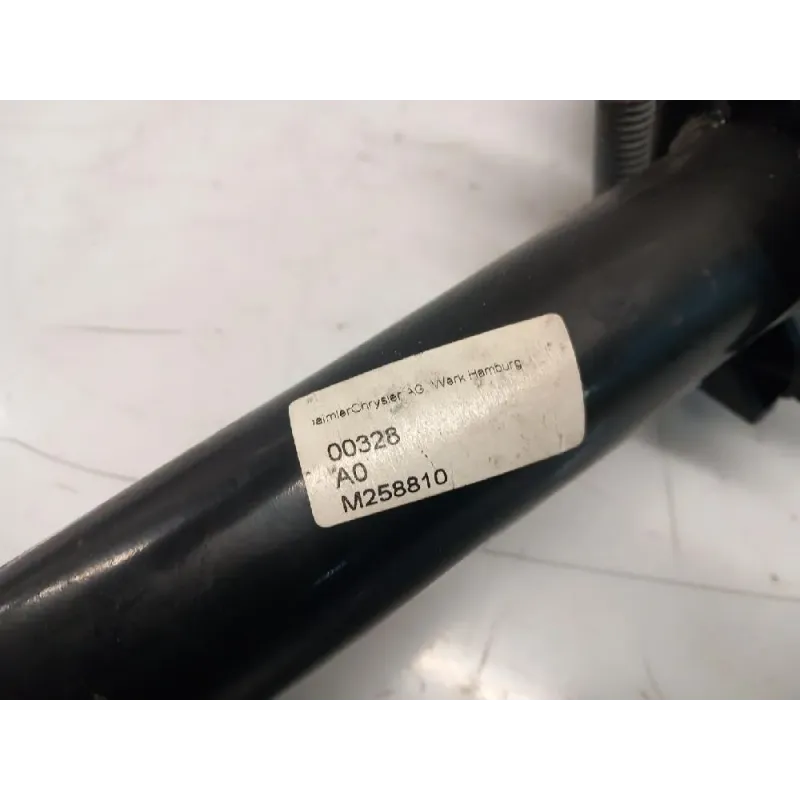 aimlerChrysler AG, Werk Hamburg
00328
A0
M258810